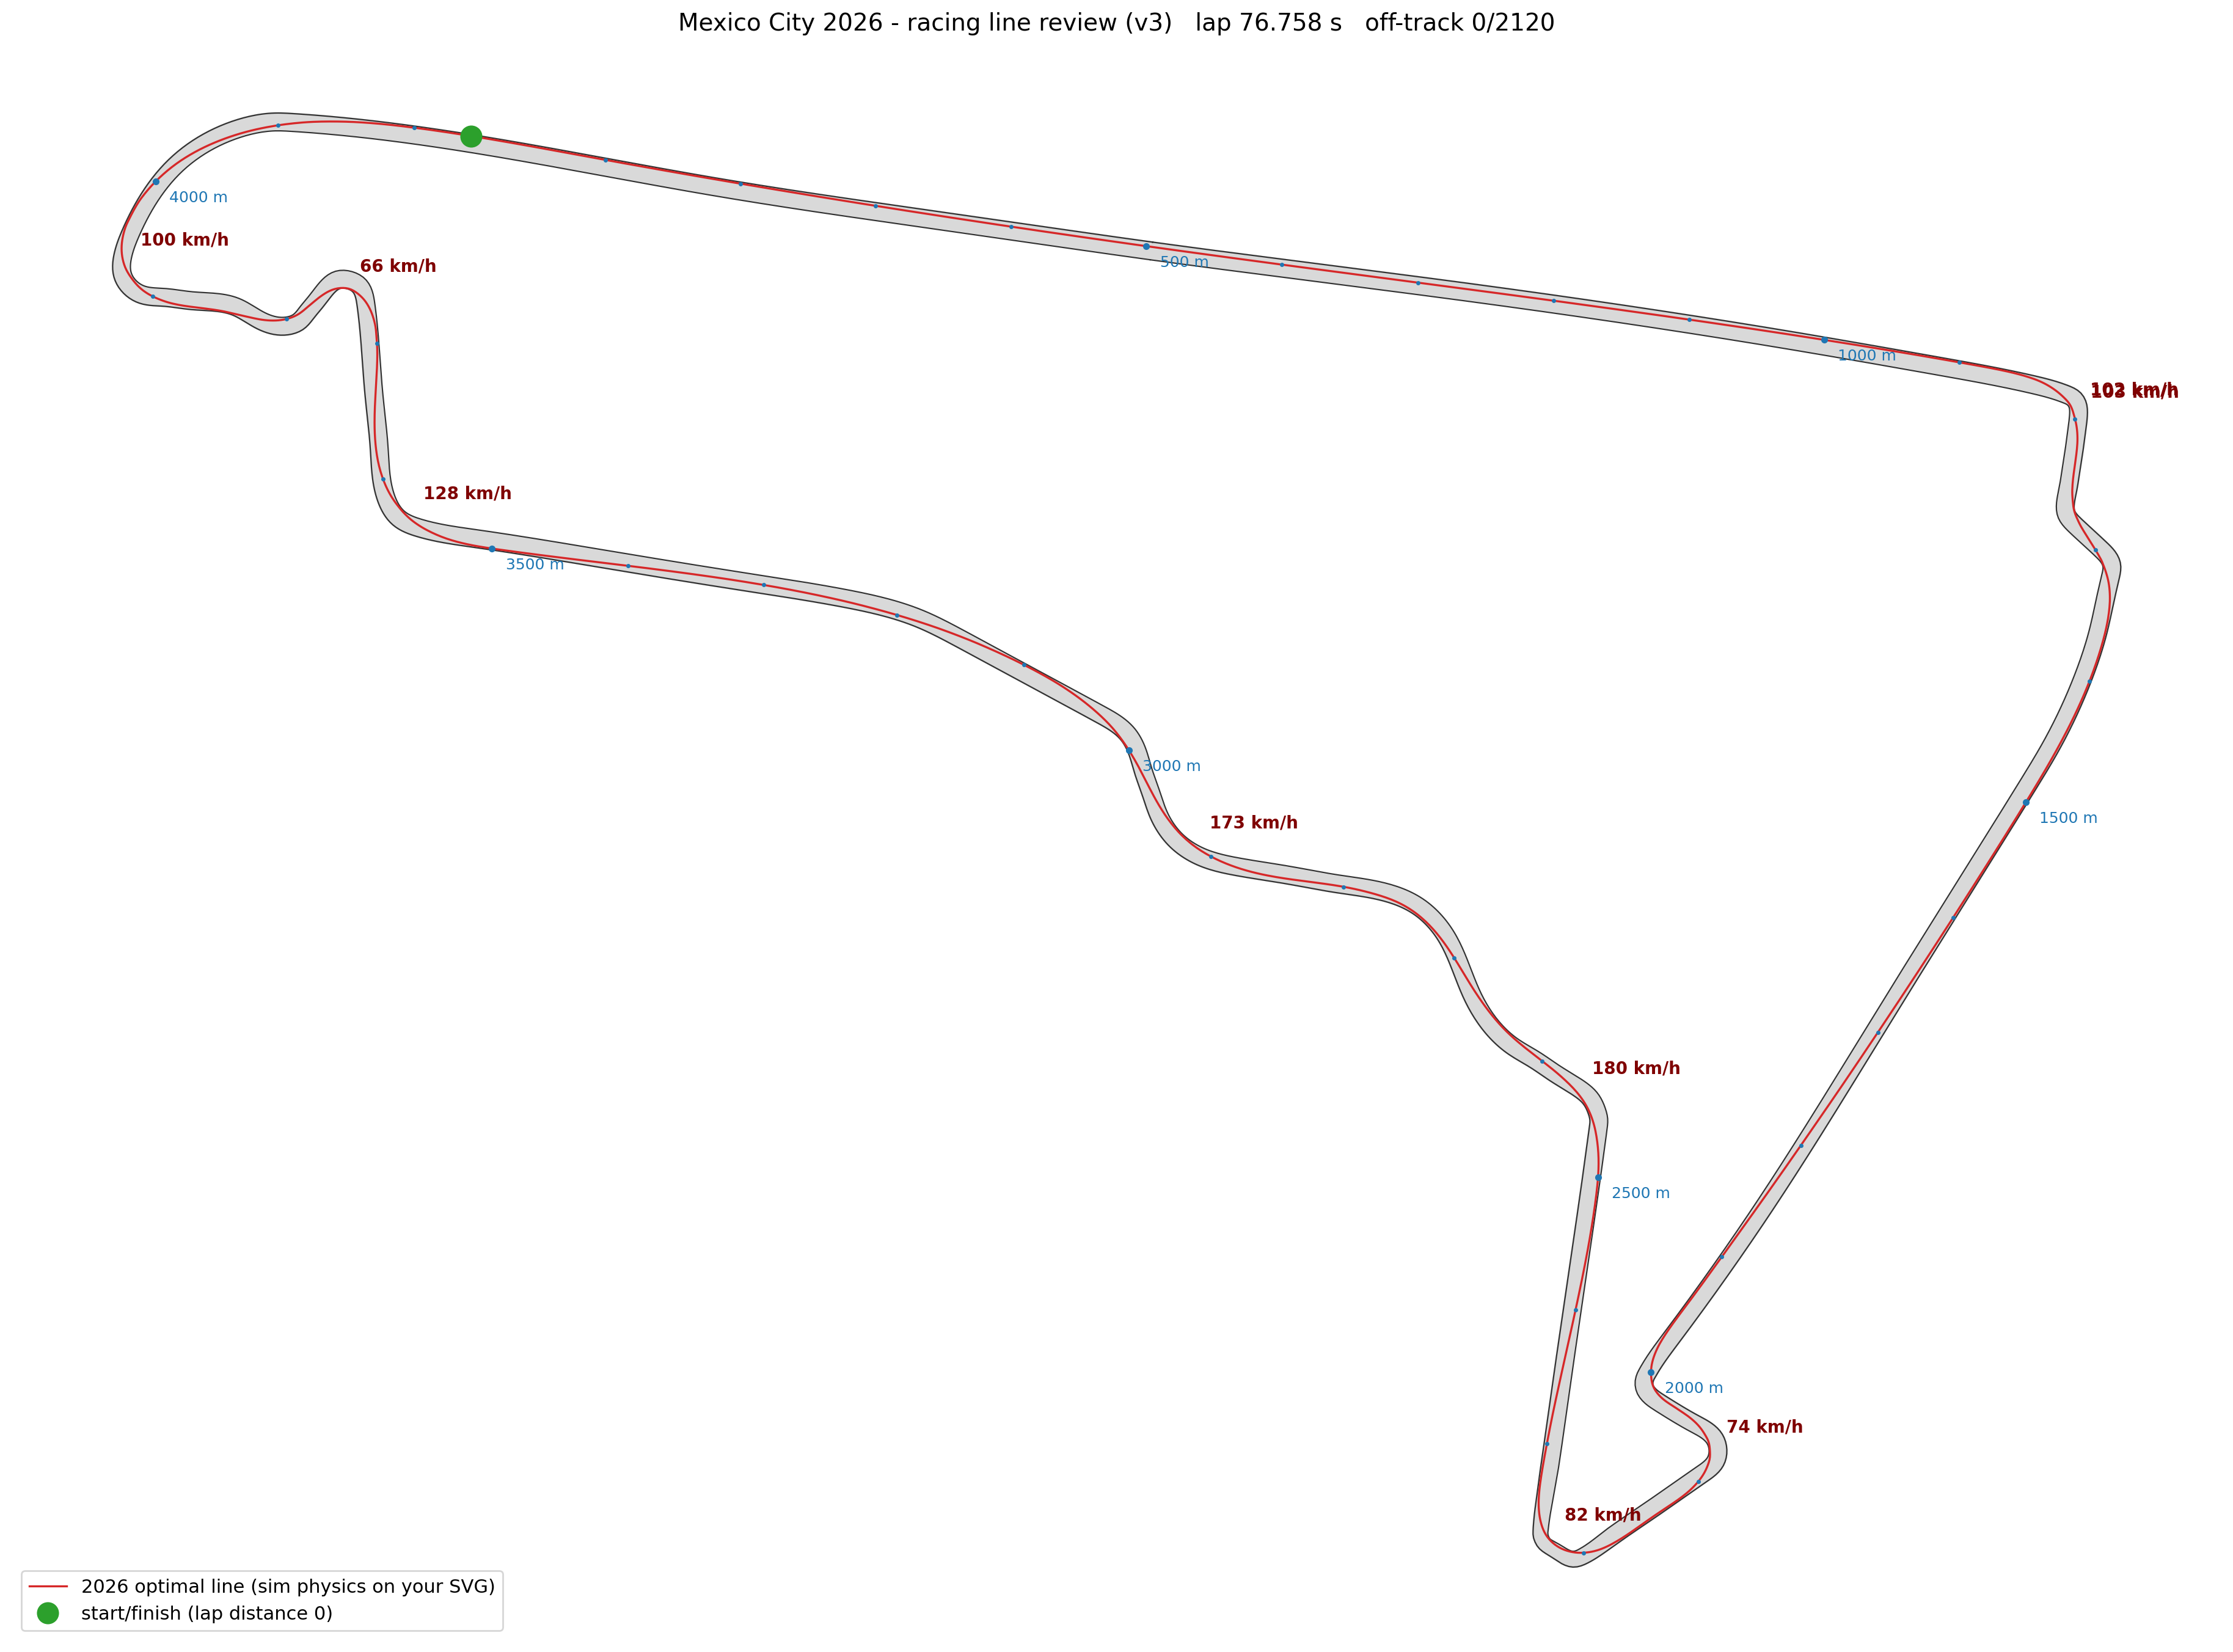 Mexico City 2026 - racing line review (v3)   lap 76.758 s   off-track 0/2120
4000 m
100 km/h
66 km/h
500 m
1000 m
103 km/h
128 km/h
3500 m
3000 m
1500 m
173 km/h
180 km/h
2500 m
2000 m
74 km/h
82 km/h
2026 optimal line (sim physics on your SVG)
start/finish (lap distance 0)